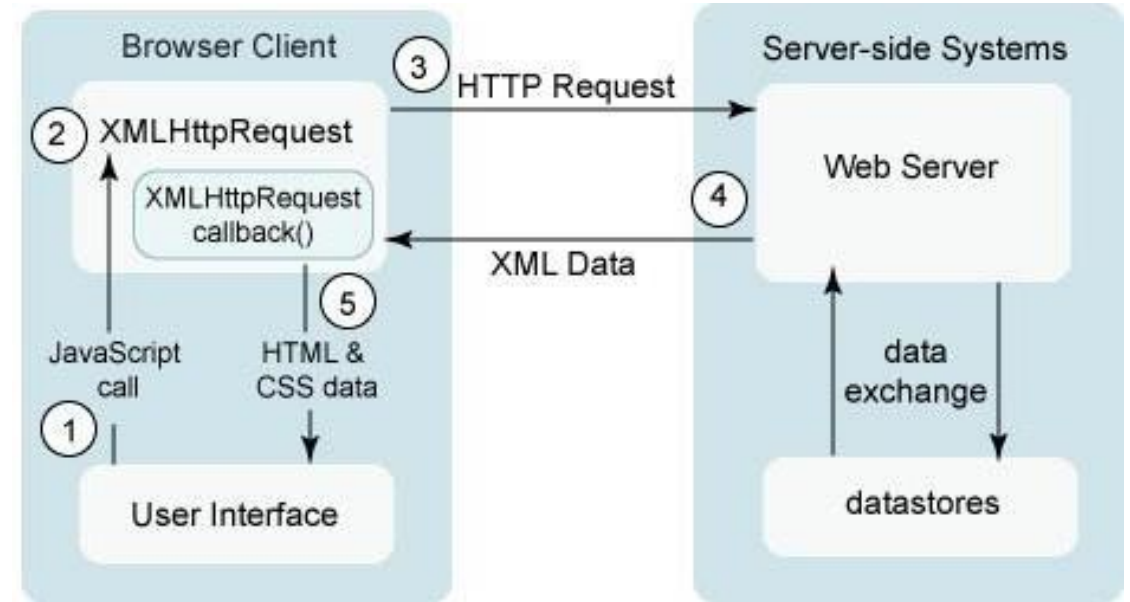 Browser Client
Server-side Systems
3
HTTP Request
2
XMLHttpRequest
Web Server
XMLHttpRequest
callback()
4
XML Data
5
JavaScript
call
HTML &
CSS data
data
exchange
1
User Interface
datastores